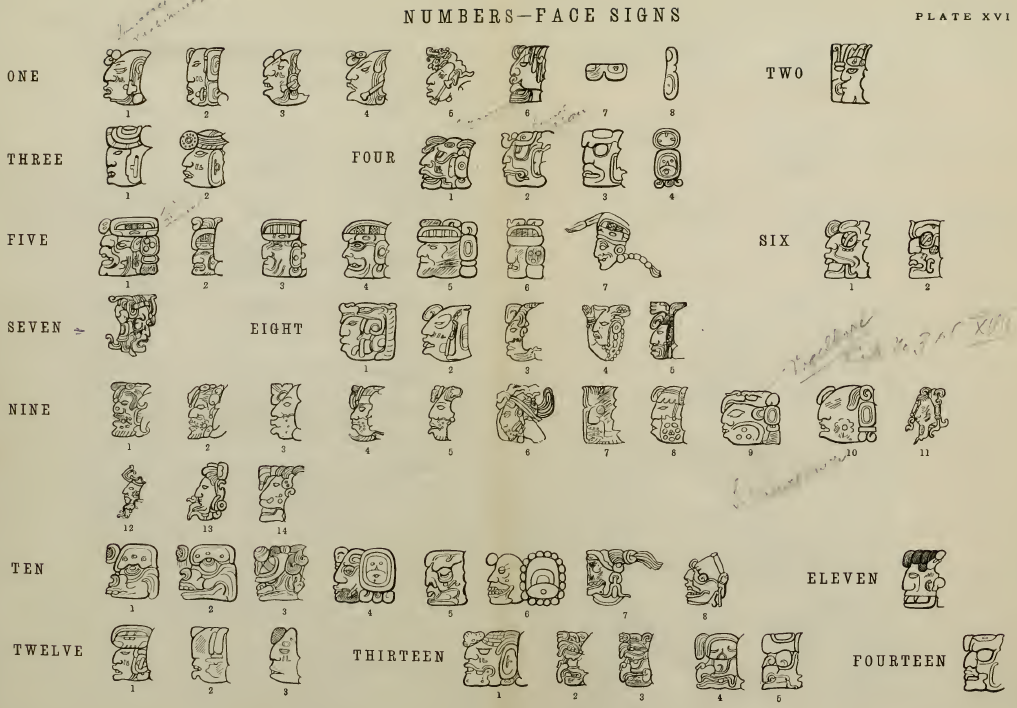 NUMBERS—FACE SIGNS
PLATE XVI
ONE
1 2 3 4 5 6 7 8
TWO
THREE
1 2
FOUR
1 2 3 4
FIVE
1 2 3 4 5 6 7
SIX
1 2
SEVEN
EIGHT
1 2 3 4 5
NINE
1 2 3 4 5 6 7 8 9 10 11
12 13 14
TEN
1 2 3 4 5 6 7 8
ELEVEN
TWELVE
1 2 3
THIRTEEN
1 2 3 4 5
FOURTEEN